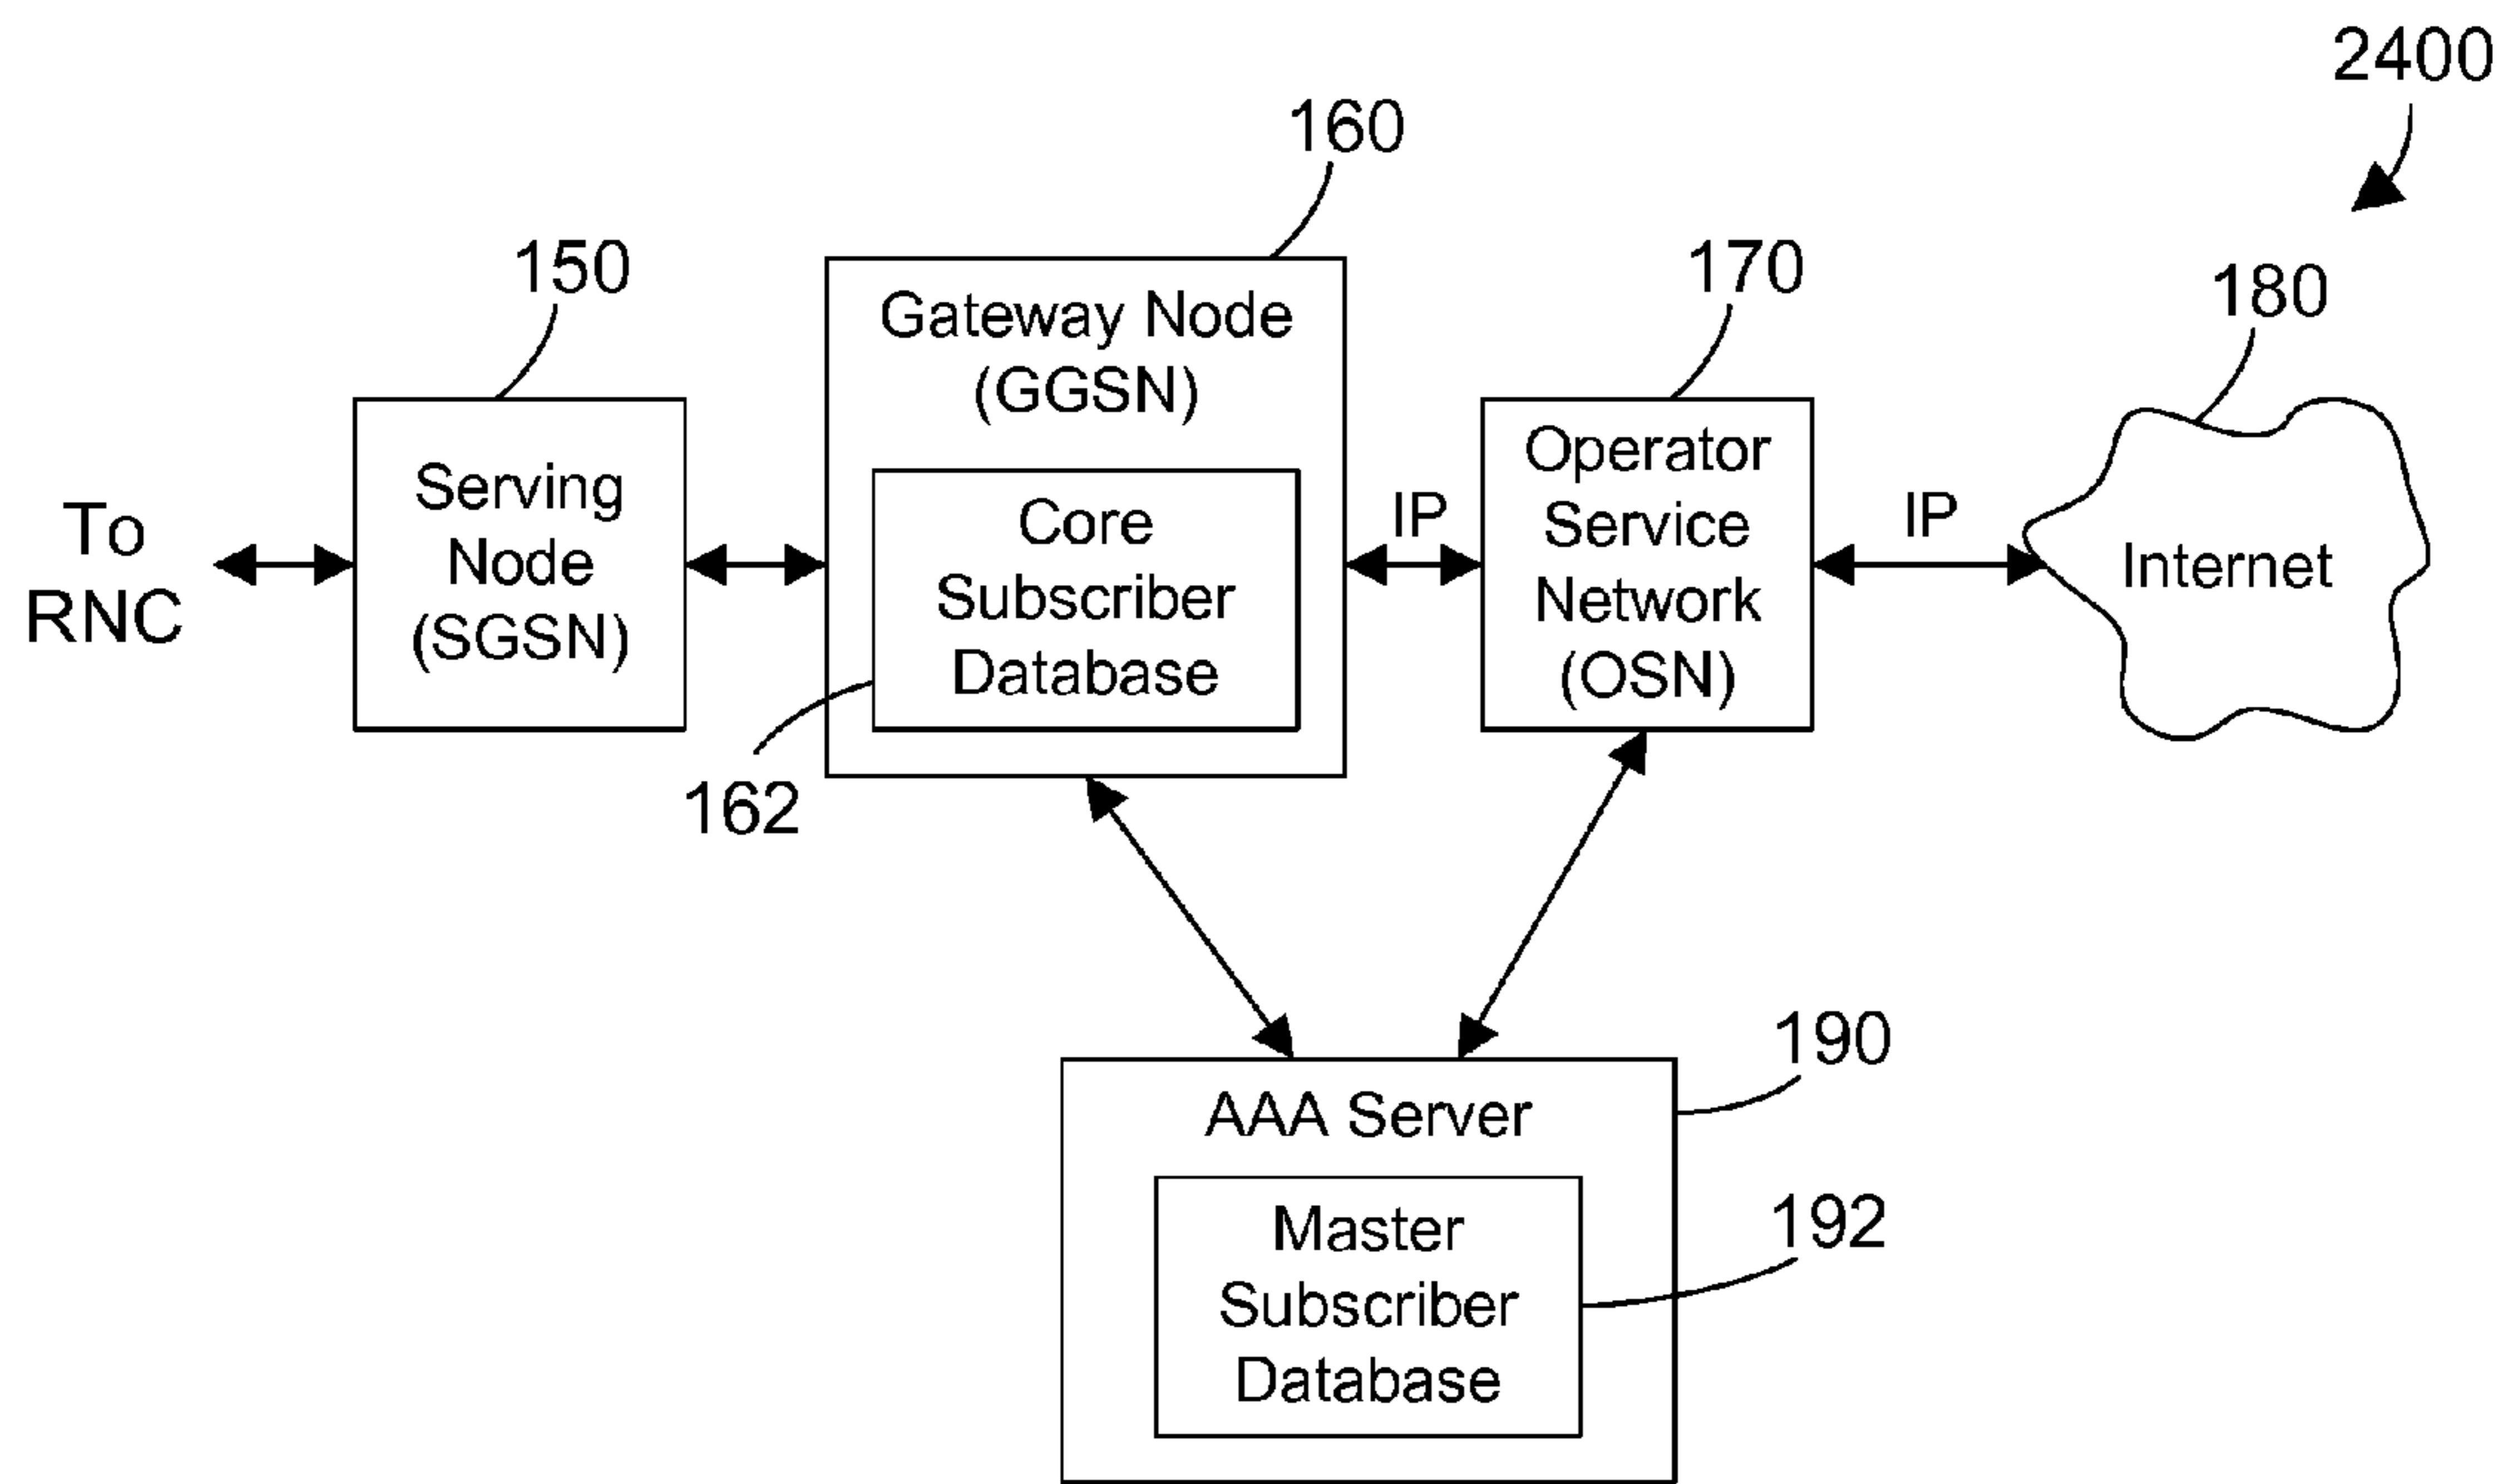 2400
160
150
170
180
Gateway Node
(GGSN)
Serving
Node
(SGSN)
Core
Subscriber
Database
Operator
Service
Network
(OSN)
To
RNC
IP
IP
Internet
162
190
AAA Server
192
Master
Subscriber
Database